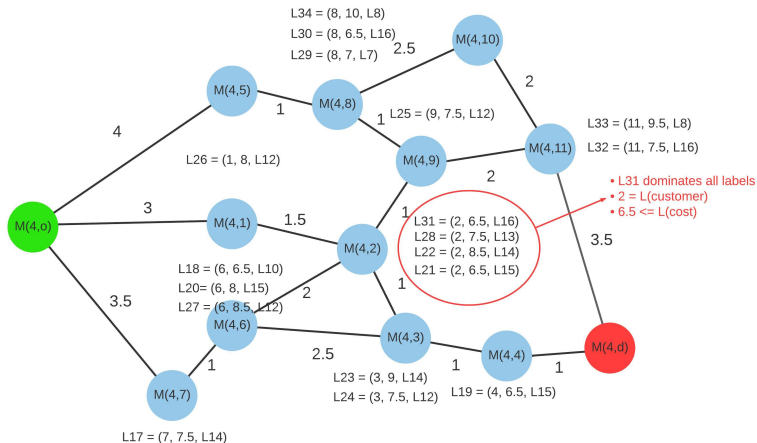 L34 = (8, 10, L8)
L30 = (8, 6.5, L16)
L29 = (8, 7, L7)
M(4,10)
2.5
2
M(4,5)
M(4,8)
1
1
L25 = (9, 7.5, L12)
4
L26 = (1, 8, L12)
M(4,9)
2
M(4,11)
L33 = (11, 9.5, L8)
L32 = (11, 7.5, L16)
• L31 dominates all labels
• 2 = L(customer)
• 6.5 <= L(cost)
M(4,o)
3
M(4,1)
1.5
M(4,2)
1
L31 = (2, 6.5, L16)
L28 = (2, 7.5, L13)
L22 = (2, 8.5, L14)
L21 = (2, 6.5, L15)
3.5
L18 = (6, 6.5, L10)
L20= (6, 8, L15)
L27 = (6, 8.5, L12)
2
1
3.5
M(4,6)
2.5
M(4,3)
1
M(4,4)
1
M(4,d)
1
M(4,7)
L23 = (3, 9, L14)
L24 = (3, 7.5, L12)
L19 = (4, 6.5, L15)
L17 = (7, 7.5, L14)